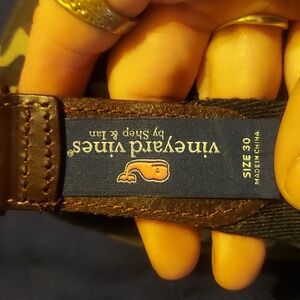 vineyard vines®
by Shep & Ian
SIZE 30
MADE IN CHINA